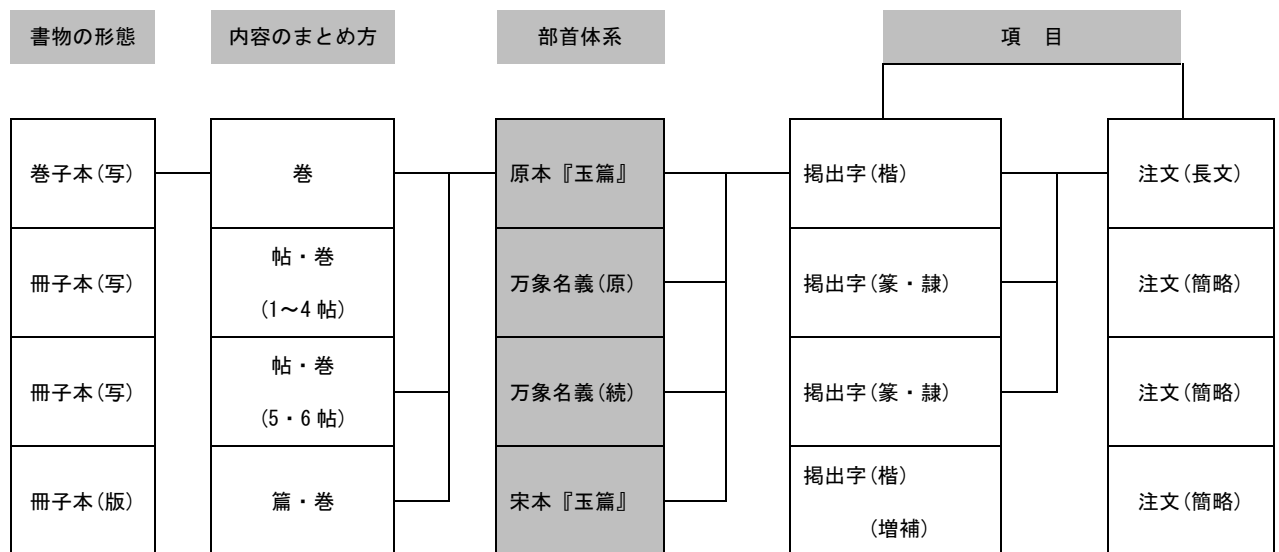 書物の形態 内容のまとめ方 部首体系 項 目
巻子本(写) 巻 原本『玉篇』 掲出字(楷) 注文(長文)
冊子本(写) 帖・巻 万象名義(原) 掲出字(篆・隷) 注文(簡略)
(1~4 帖)
冊子本(写) 帖・巻 万象名義(続) 掲出字(篆・隷) 注文(簡略)
(5・6 帖)
冊子本(版) 篇・巻 宋本『玉篇』 掲出字(楷) 注文(簡略)
(増補)